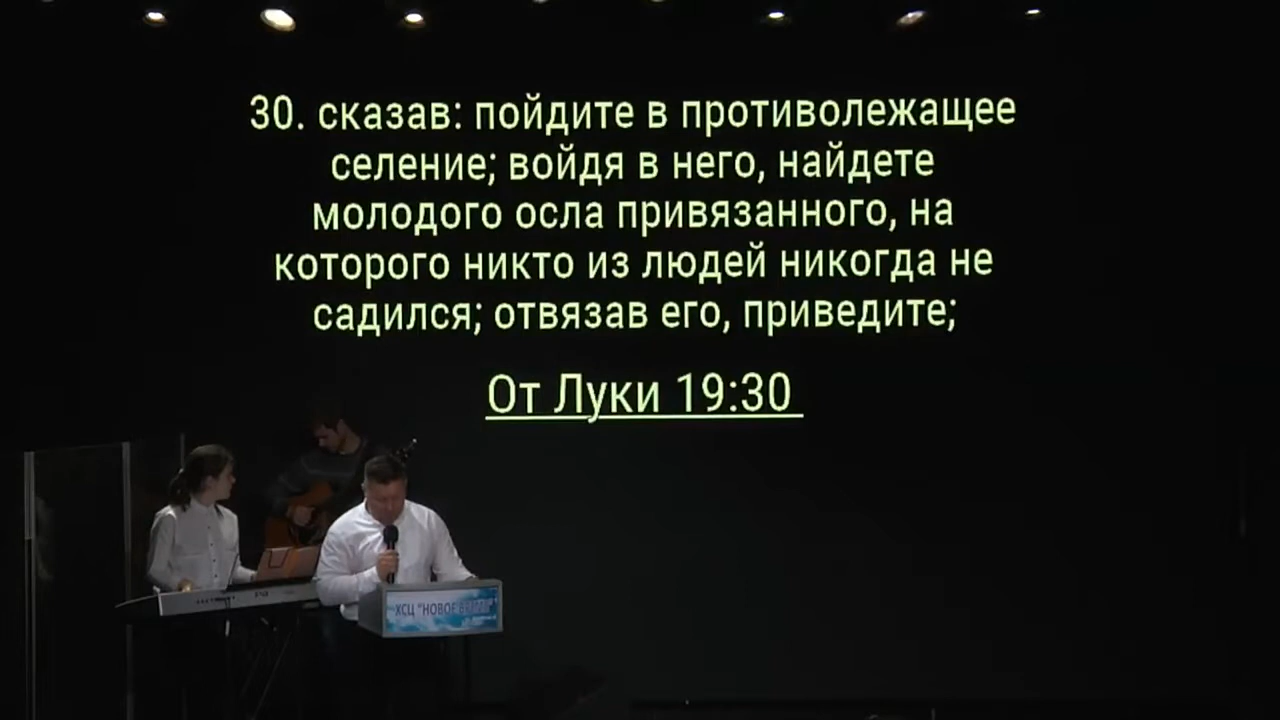 30. сказав: пойдите в противолежащее
селение; войдя в него, найдете
молодого осла привязанного, на
которого никто из людей никогда не
садился; отвязав его, приведите;
От Луки 19:30
ХСЦ "НОВОЕ